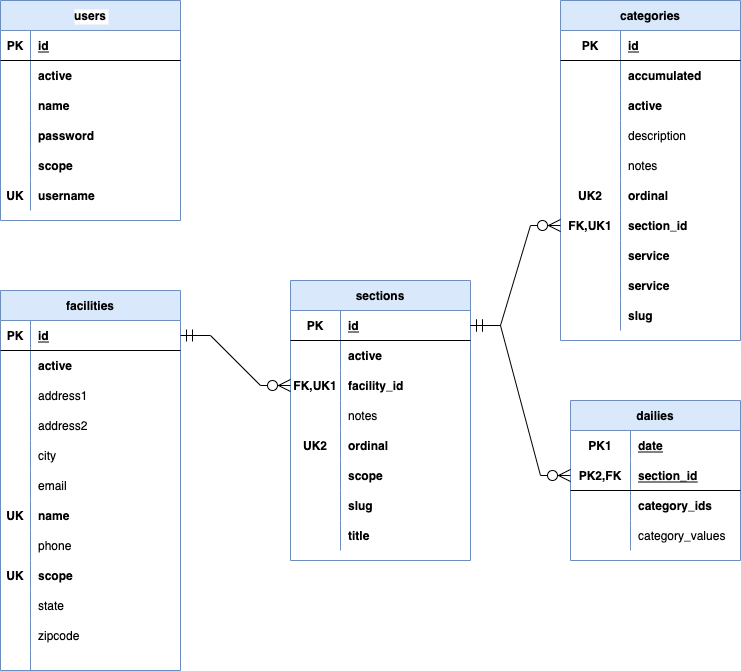 users
PK id
active
name
password
scope
UK username
categories
PK id
accumulated
active
description
notes
UK2 ordinal
FK,UK1 section_id
service
service
slug
facilities
PK id
active
address1
address2
city
email
UK name
phone
UK scope
state
zipcode
sections
PK id
active
FK,UK1 facility_id
notes
UK2 ordinal
scope
slug
title
dailies
PK1 date
PK2,FK section_id
category_ids
category_values